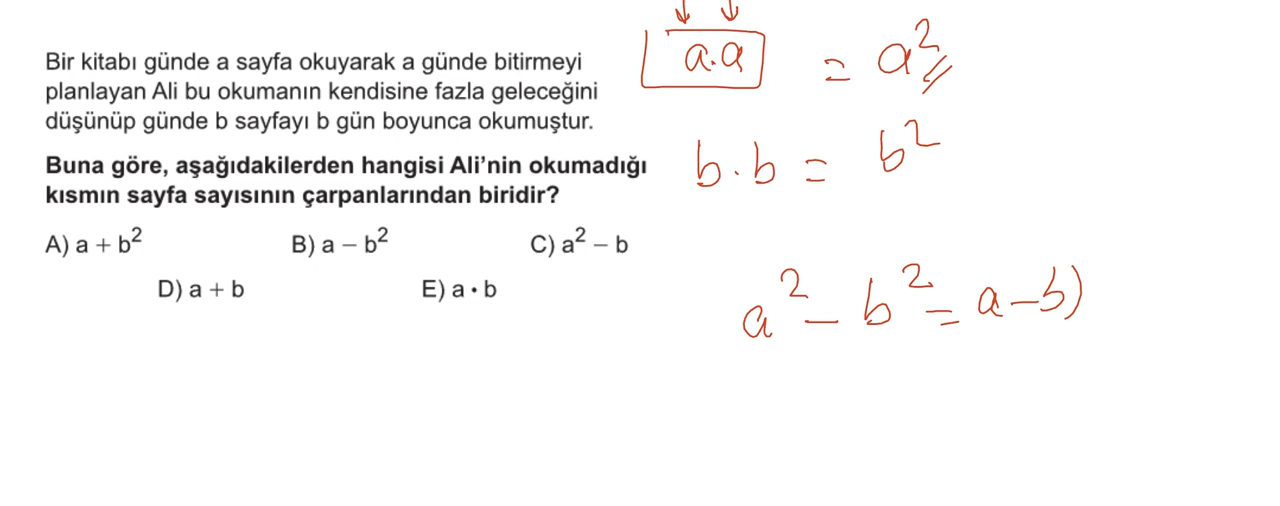 Bir kitabı günde a sayfa okuyarak a günde bitirmeyi
planlayan Ali bu okumanın kendisine fazla geleceğini
düşünüp günde b sayfayı b gün boyunca okumuştur.
Buna göre, aşağıdakilerden hangisi Ali'nin okumadığı
kısmın sayfa sayısının çarpanlarından biridir?
A) a + b²
B) a – b²
C) a² – b
D) a + b
E) a • b
a.a = a²
b.b = b²
a² – b² = a – b)